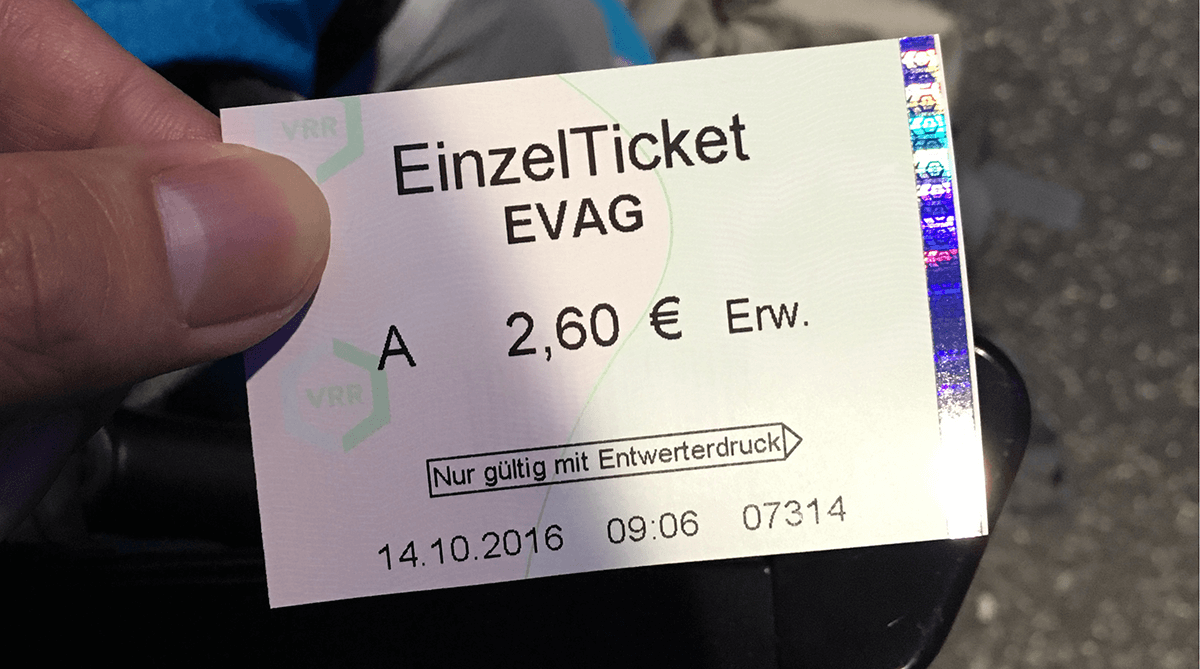 VRR
EinzelTicket
EVAG
A 2,60 € Erw.
VRR
Nur gültig mit Entwerterdruck
14.10.2016 09:06 07314